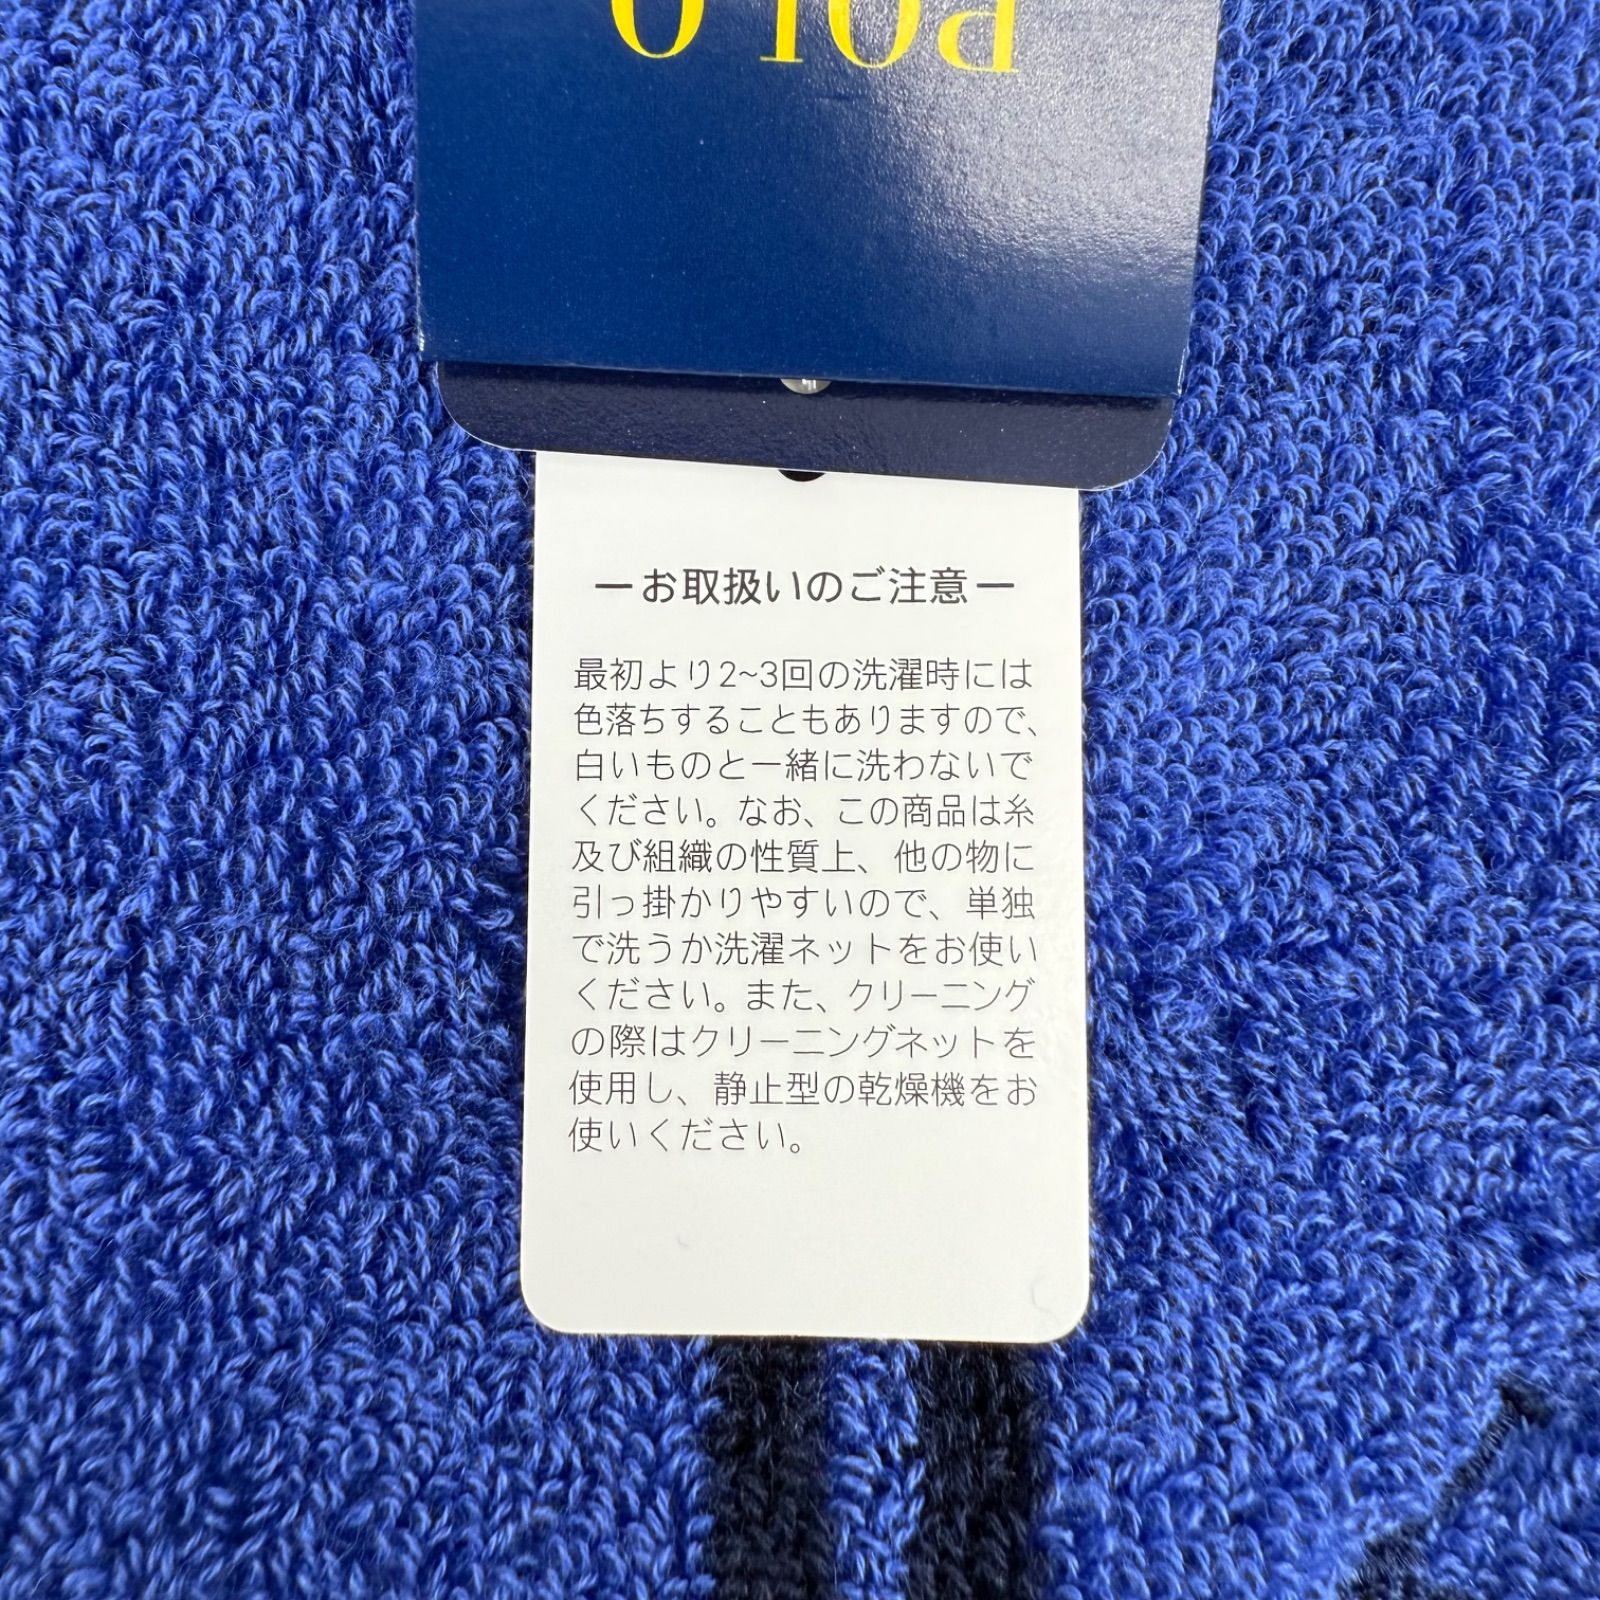 POLO
ーお取扱いのご注意ー
最初より2~3回の洗濯時には
色落ちすることもありますので、
白いものと一緒に洗わないで
ください。なお、この商品は糸
及び組織の性質上、他の物に
引っ掛かりやすいので、単独
で洗うか洗濯ネットをお使い
ください。また、クリーニング
の際はクリーニングネットを
使用し、静止型の乾燥機をお
使いください。